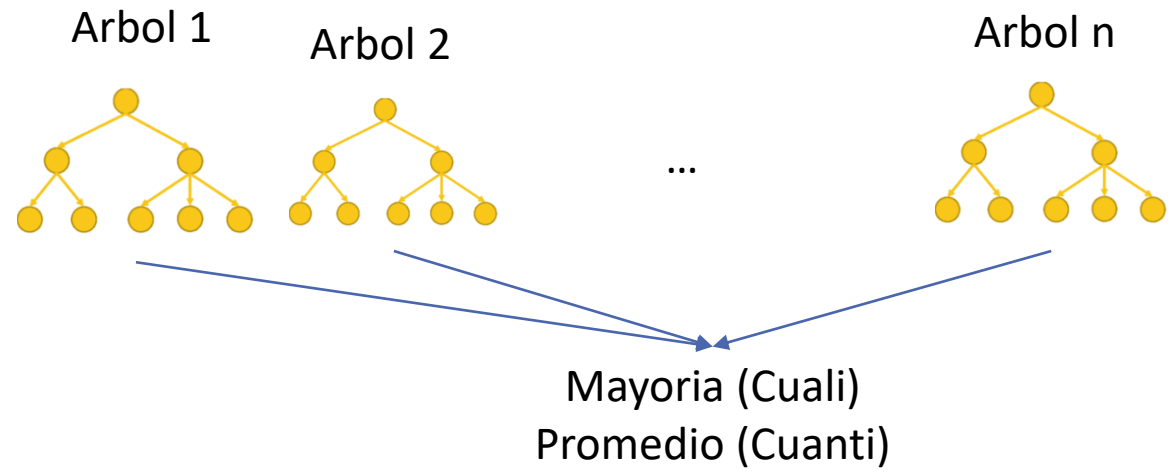 Arbol 1
Arbol 2
...
Arbol n
Mayoria (Cuali)
Promedio (Cuanti)